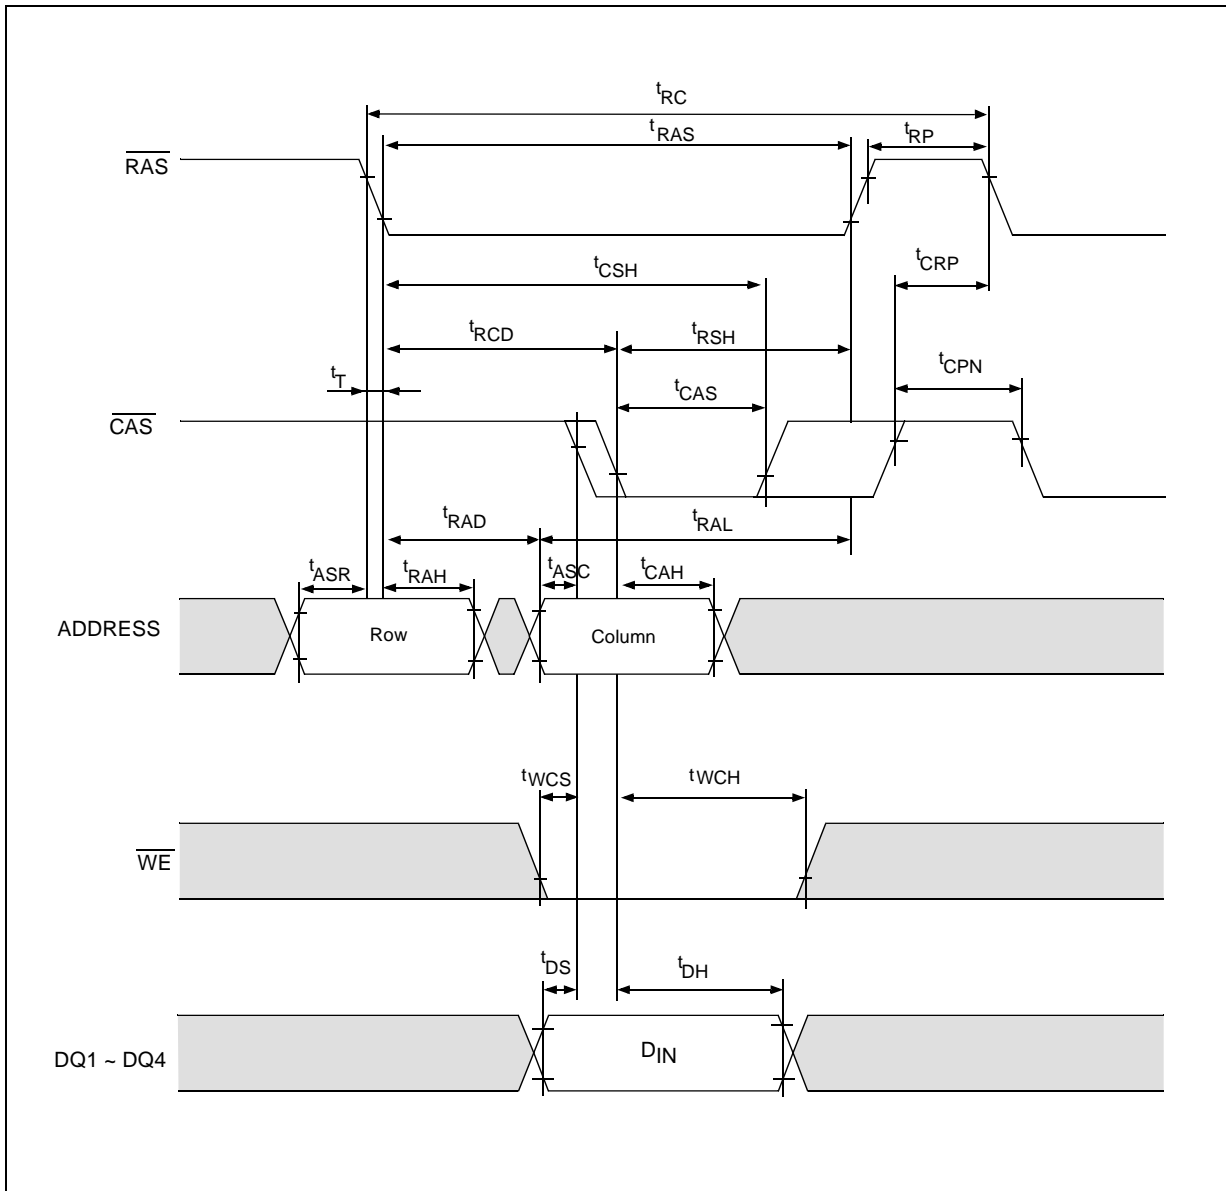 tRC
tRAS
tRP
RAS
tCSH
tCRP
tRCD
tRSH
tCPN
tT
tCAS
CAS
tRAD
tRAL
tASR
tRAH
tASC
tCAH
ADDRESS
Row
Column
tWCS
tWCH
WE
tDS
tDH
DQ1 ~ DQ4
DIN